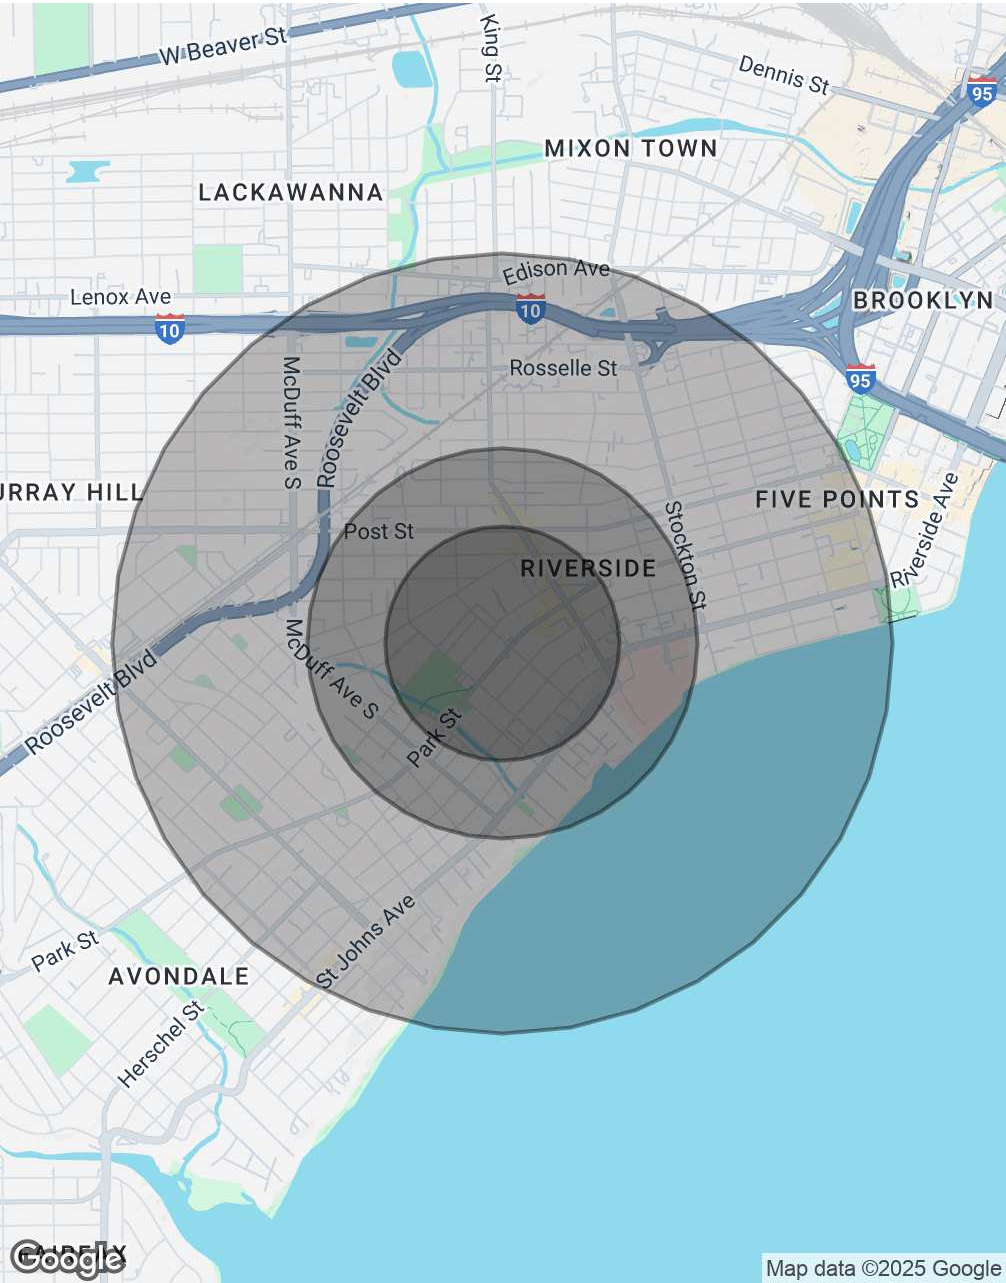 W Beaver St
King St
Dennis St
95
MIXON TOWN
LACKAWANNA
Edison Ave
Lenox Ave
BROOKLYN
10
10
Rosselle St
95
McDuff Ave S
Roosevelt Blvd
URRAY HILL
FIVE POINTS
Riverside Ave
Post St
Stockton St
RIVERSIDE
McDuff Ave S
Roosevelt Blvd
Park St
St Johns Ave
Park St
AVONDALE
Herschel St
FAIRFAX
Google
Map data ©2025 Google